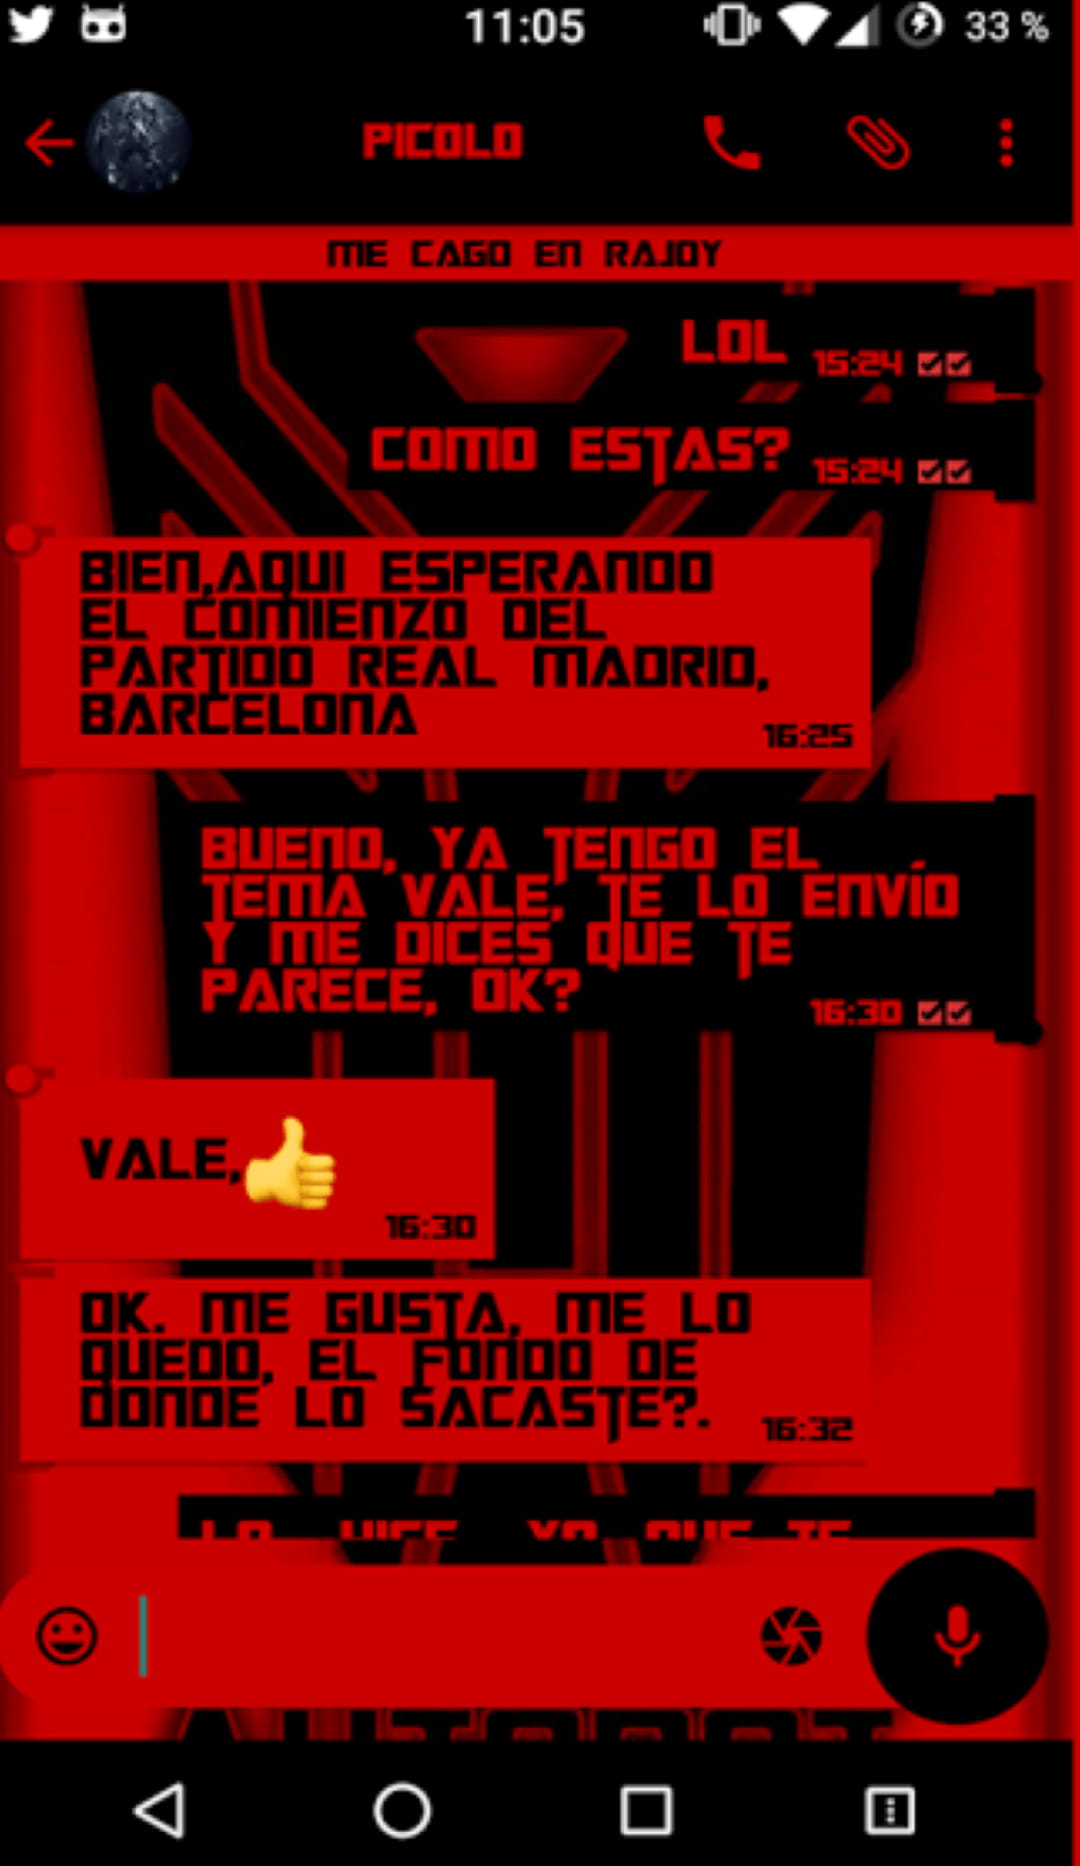 11:05
33 %
PICOLO
ME CAGO EN RAJOY
LOL 15:24
COMO ESTAS? 15:24
BIEN,AQUI ESPERANDO
EL COMIENZO DEL
PARTIDO REAL MADRID,
BARCELONA
16:25
BUENO, YA TENGO EL
TEMA VALE, TE LO ENVÍO
Y ME DICES QUE TE
PARECE, OK?
16:30
VALE,👍
16:30
OK. ME GUSTA, ME LO
QUEDO, EL FONDO DE
DONDE LO SACASTE?.
16:32